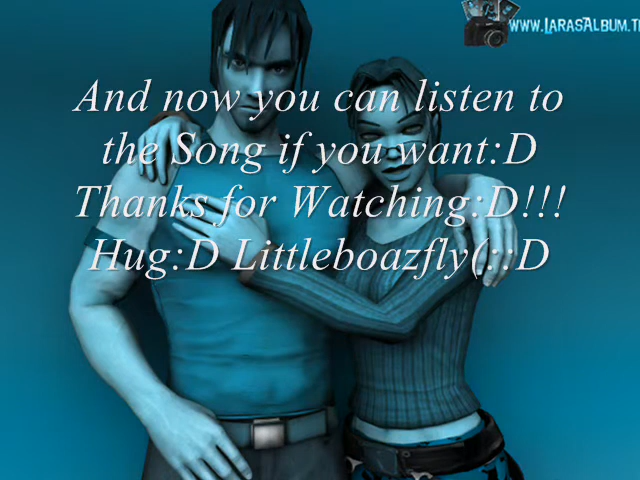 www.LarasAlbum.t
And now you can listen to
the Song if you want:D
Thanks for Watching:D!!!
Hug:D Littleboazfly(::D